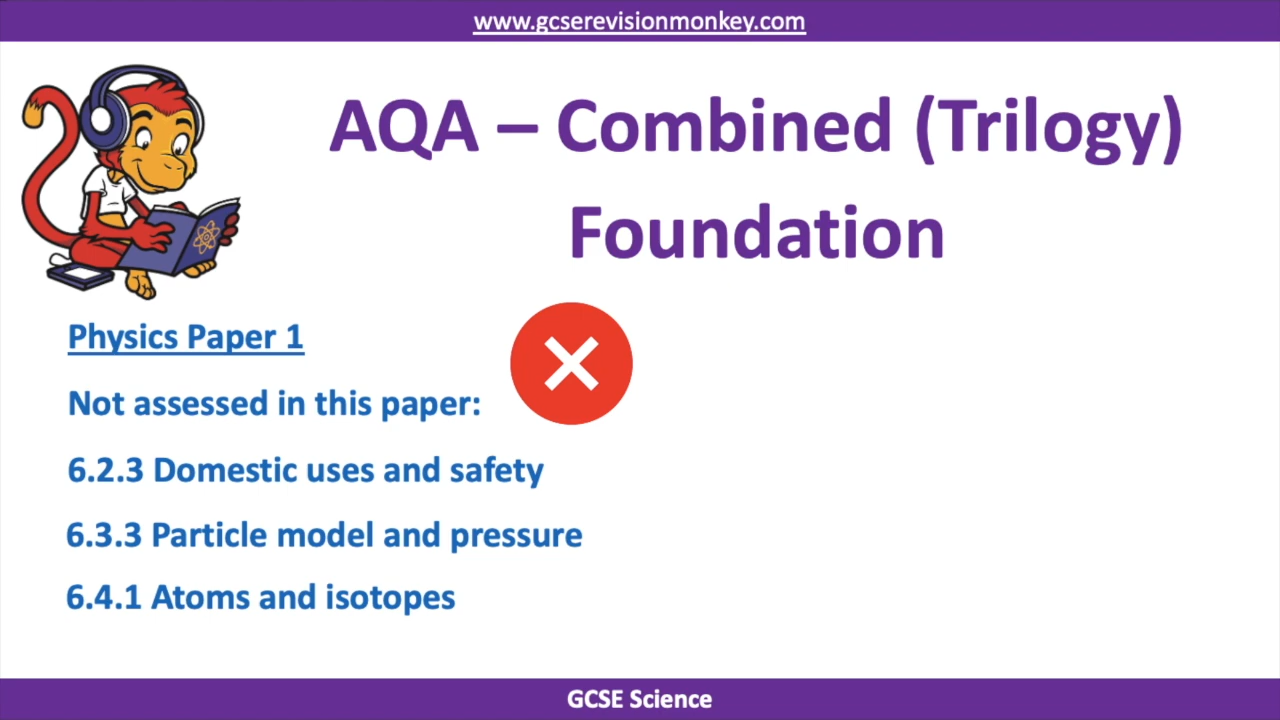 www.gcserevisionmonkey.com
AQA – Combined (Trilogy)
Foundation
Physics Paper 1
Not assessed in this paper:
6.2.3 Domestic uses and safety
6.3.3 Particle model and pressure
6.4.1 Atoms and isotopes
GCSE Science